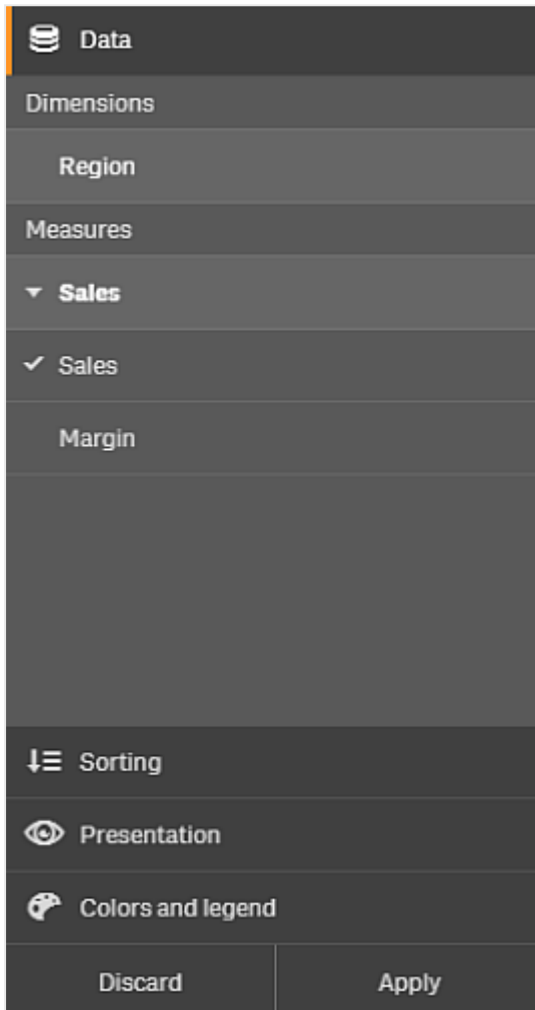 Data
Dimensions
Region
Measures
Sales
Sales
Margin
Sorting
Presentation
Colors and legend
Discard Apply